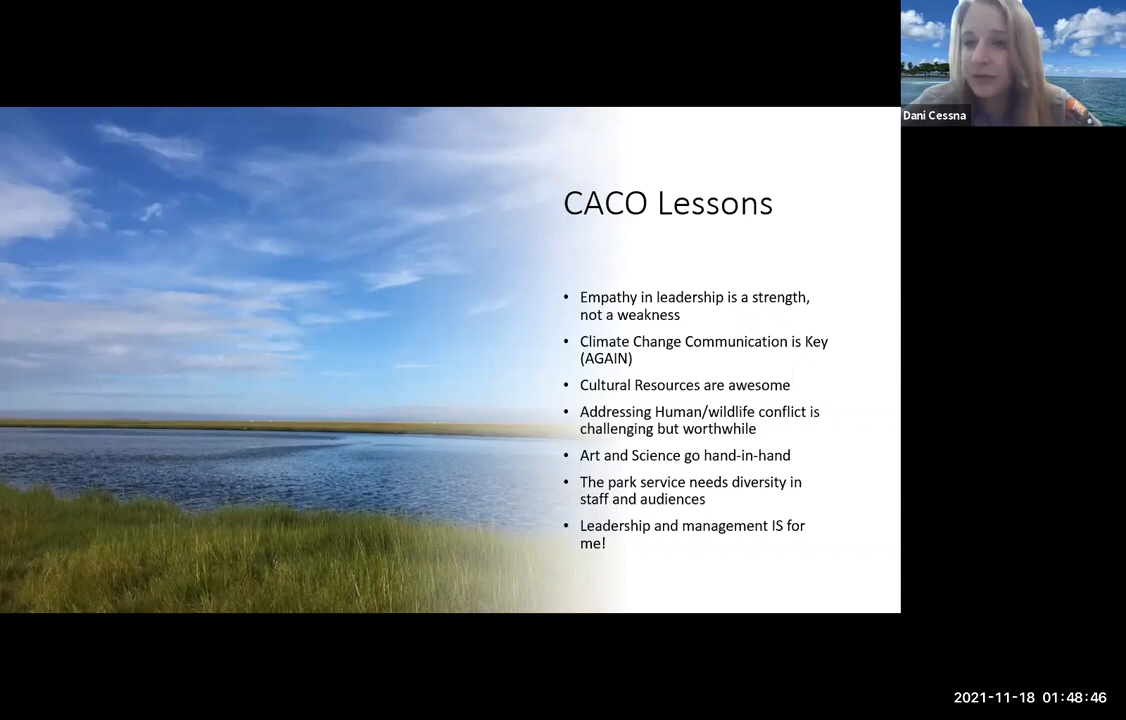 Dani Cessna
CACO Lessons
• Empathy in leadership is a strength,
not a weakness
• Climate Change Communication is Key
(AGAIN)
• Cultural Resources are awesome
• Addressing Human/wildlife conflict is
challenging but worthwhile
• Art and Science go hand-in-hand
• The park service needs diversity in
staff and audiences
• Leadership and management IS for
me!
2021-11-18 01:48:46